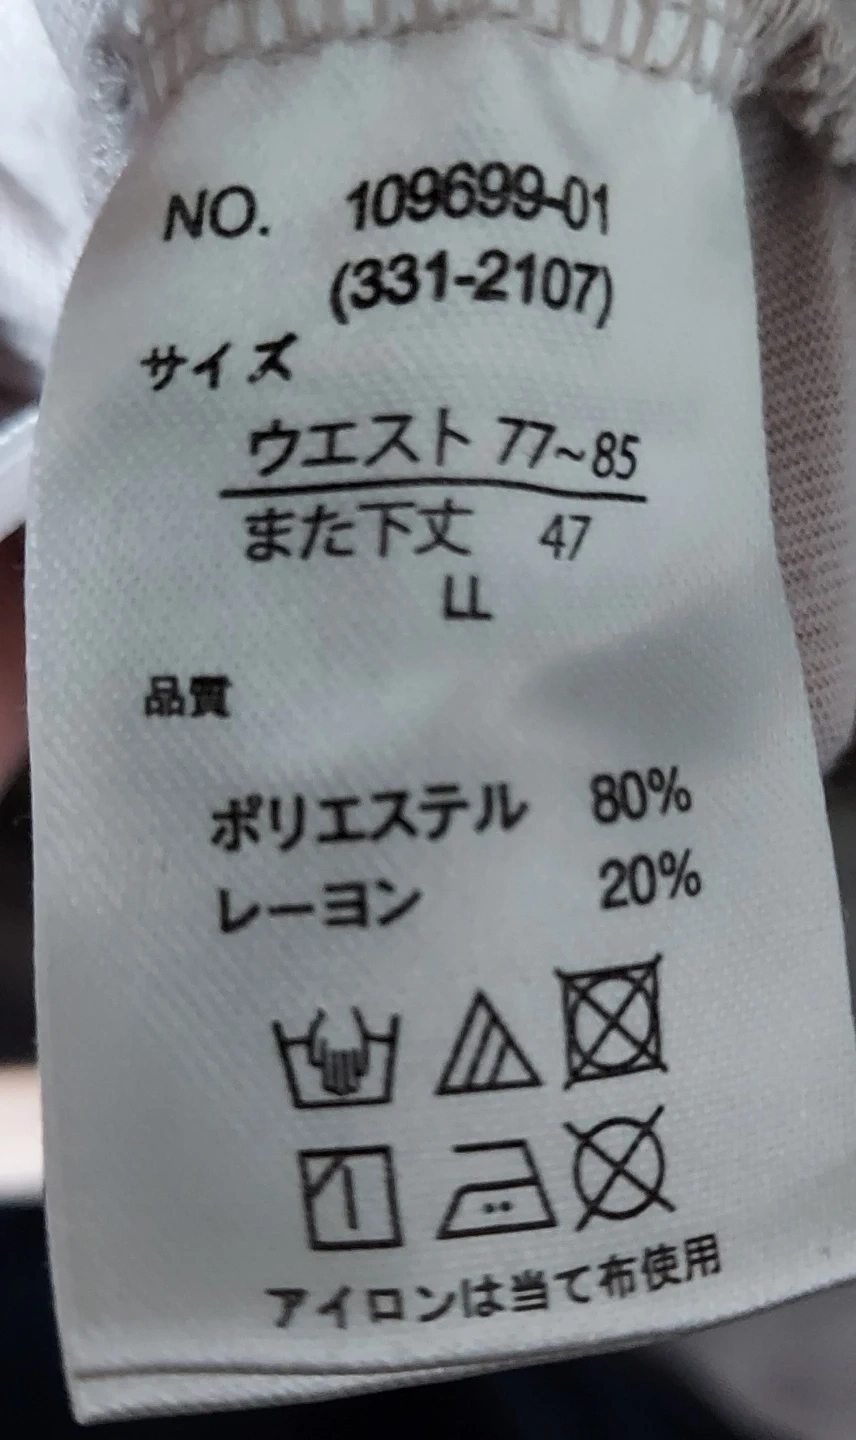 NO. 109699-01
(331-2107)
サイズ
ウエスト 77~85
また下丈 47
LL
品質
ポリエステル 80%
レーヨン 20%
アイロンは当て布使用